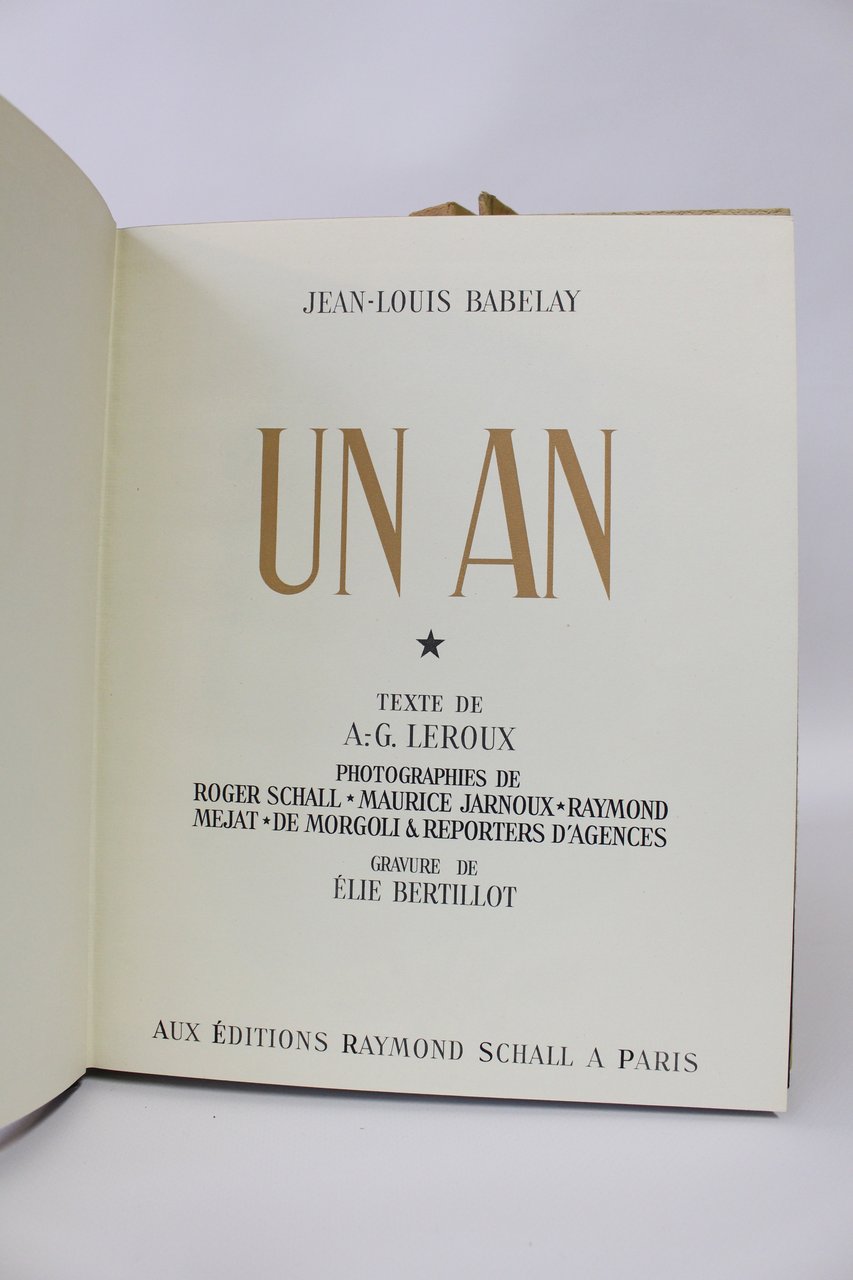 JEAN-LOUIS BABELAY
UN AN
★
TEXTE DE
A.-G. LEROUX
PHOTOGRAPHIES DE
ROGER SCHALL ★ MAURICE JARNOUX ★ RAYMOND
MEJAT ★ DE MORGOLI & REPORTERS D'AGENCES
GRAVURE DE
ÉLIE BERTILLOT
AUX ÉDITIONS RAYMOND SCHALL A PARIS